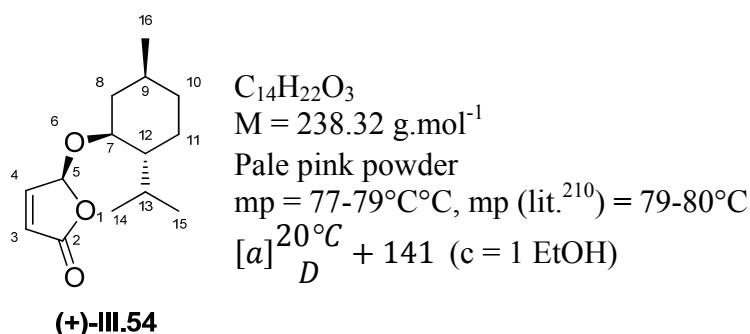 16
8
9
10
6
O
7
12
11
4
5
O
1
13
14
15
3
2
O
(+)-III.54
C₁₄H₂₂O₃
M = 238.32 g.mol⁻¹
Pale pink powder
mp = 77-79°C°C, mp (lit.²¹⁰) = 79-80°C
[a]20°C D + 141 (c = 1 EtOH)